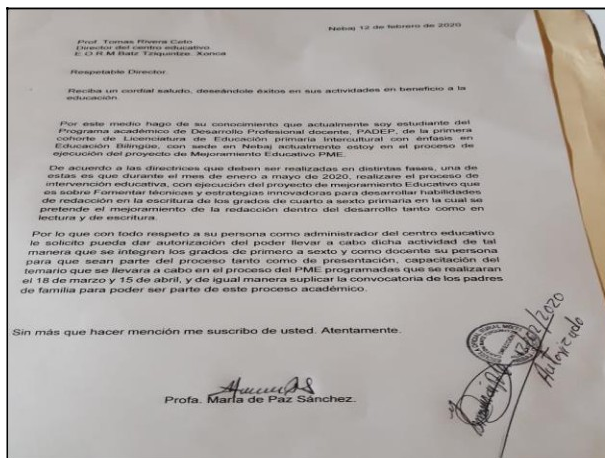 Nebaj 12 de febrero de 2020
Prof. Tomas Rivera Ceto
Director del centro educativo
E.O.R.M Batz Tziquintze. Xonca
Respetable Director.
Reciba un cordial saludo, deseándole éxitos en sus actividades en beneficio a la
educación.
Por este medio hago de su conocimiento que actualmente soy estudiante del
Programa académico de Desarrollo Profesional docente, PADEP, de la primera
cohorte de Licenciatura de Educación primaria Intercultural con énfasis en
Educación Bilingüe, con sede en Nebaj actualmente estoy en el proceso de
ejecución del proyecto de Mejoramiento Educativo PME.
De acuerdo a las directrices que deben ser realizadas en distintas fases, una de
estas es que durante el mes de enero a mayo de 2020, realizare el proceso de
intervención educativa, con ejecución del proyecto de mejoramiento Educativo que
es sobre Fomentar técnicas y estrategias innovadoras para desarrollar habilidades
de redacción en la escritura de los grados de cuarto a sexto primaria en la cual se
pretende el mejoramiento de la redacción dentro del desarrollo tanto como en
lectura y de escritura.
Por lo que con todo respeto a su persona como administrador del centro educativo
le solicito pueda dar autorización del poder llevar a cabo dicha actividad de tal
manera que se integren los grados de primero a sexto y como docente su persona
para que sean parte del proceso tanto como de presentación, capacitación del
temario que se llevara a cabo en el proceso del PME programadas que se realizaran
el 18 de marzo y 15 de abril, y de igual manera suplicar la convocatoria de los padres
de familia para poder ser parte de este proceso académico.
Sin más que hacer mención me suscribo de usted. Atentamente.
Profa. María de Paz Sánchez.
12/02/2020
Autorizado